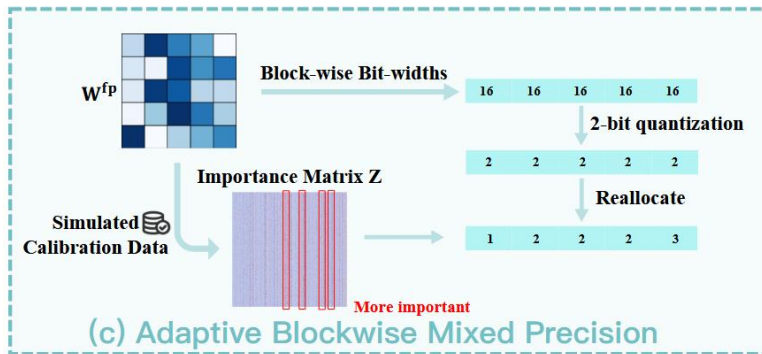 W^fp
Block-wise Bit-widths
16 16 16 16 16
2-bit quantization
2 2 2 2 2
Importance Matrix Z
Reallocate
Simulated
Calibration Data
1 2 2 2 3
More important
(c) Adaptive Blockwise Mixed Precision